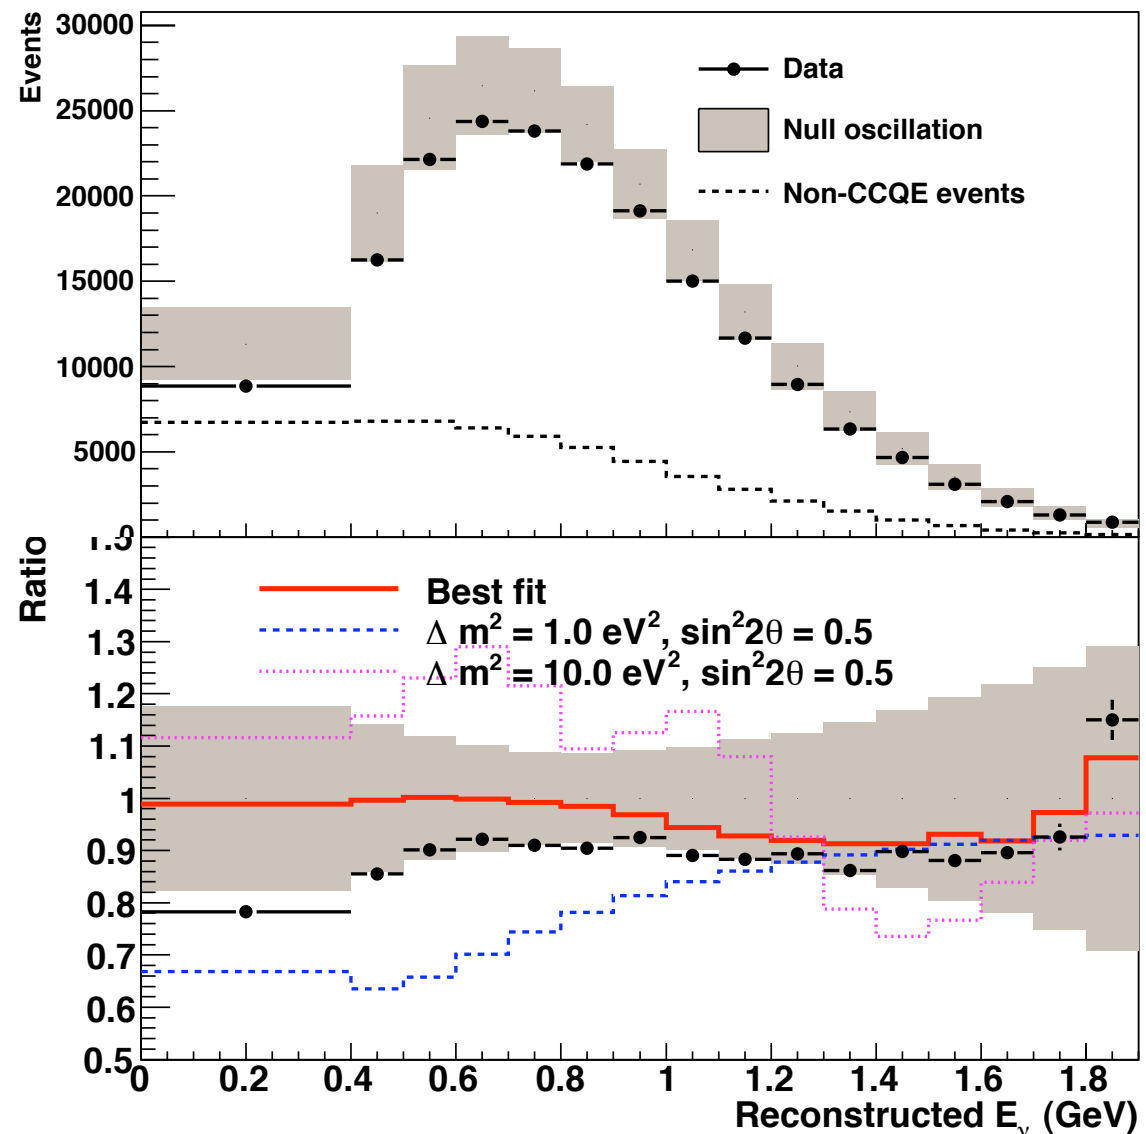 Events
30000
25000
20000
15000
10000
5000
0
Data
Null oscillation
Non-CCQE events
Ratio
1.5
1.4
1.3
1.2
1.1
1
0.9
0.8
0.7
0.6
0.5
Best fit
Δ m² = 1.0 eV², sin²2θ = 0.5
Δ m² = 10.0 eV², sin²2θ = 0.5
0 0.2 0.4 0.6 0.8 1 1.2 1.4 1.6 1.8
Reconstructed E_ν (GeV)